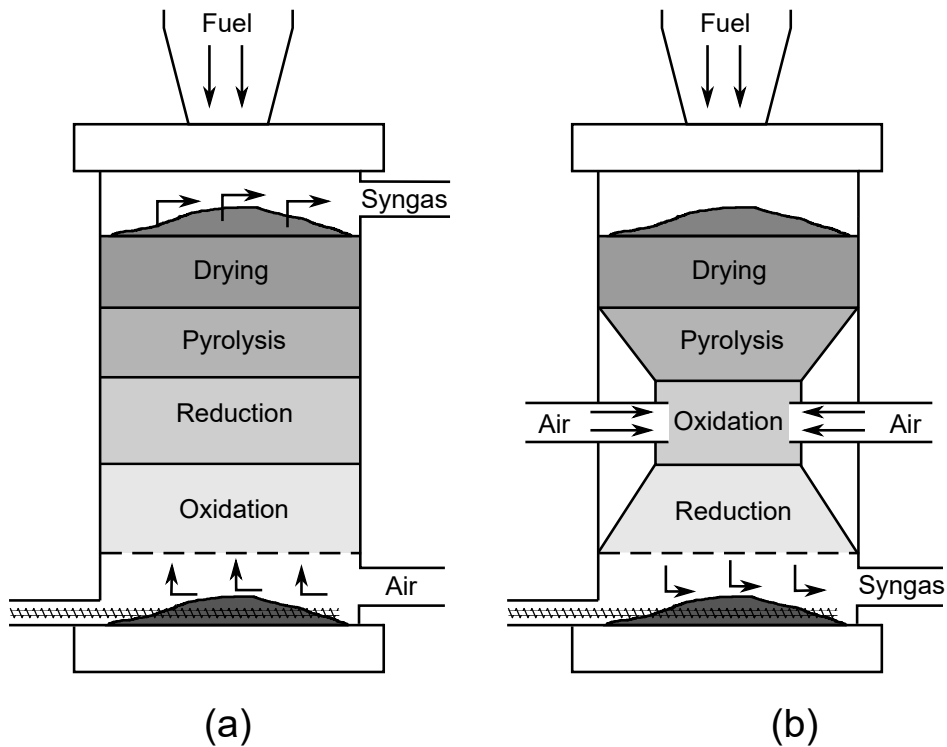 Fuel
Syngas
Drying
Pyrolysis
Reduction
Oxidation
Air
(a)
Fuel
Drying
Pyrolysis
Air
Oxidation
Air
Reduction
Syngas
(b)